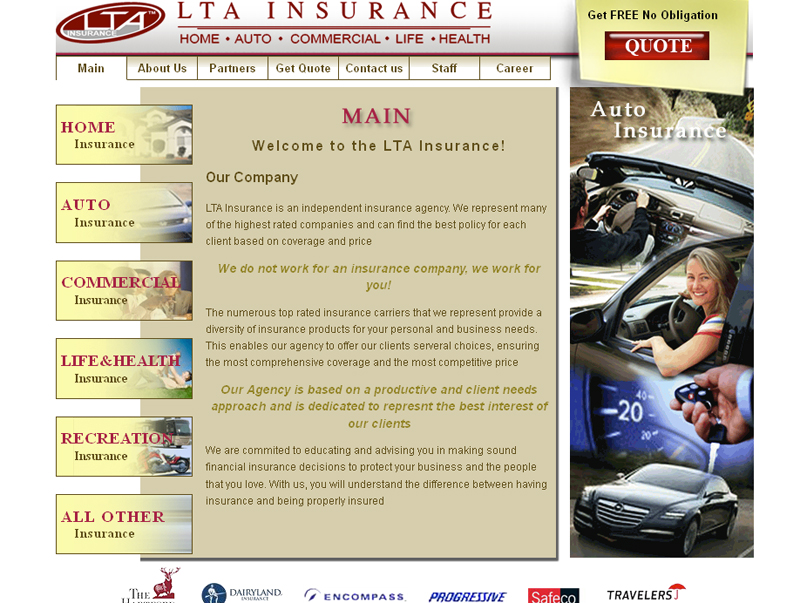 LTA
INSURANCE
LTA INSURANCE
HOME • AUTO • COMMERCIAL • LIFE • HEALTH
Get FREE No Obligation
QUOTE
Main About Us Partners Get Quote Contact us Staff Career
HOME
Insurance
AUTO
Insurance
COMMERCIAL
Insurance
LIFE&HEALTH
Insurance
RECREATION
Insurance
ALL OTHER
Insurance
MAIN
Welcome to the LTA Insurance!
Our Company
LTA Insurance is an independent insurance agency. We represent many
of the highest rated companies and can find the best policy for each
client based on coverage and price
We do not work for an insurance company, we work for
you!
The numerous top rated insurance carriers that we represent provide a
diversity of insurance products for your personal and business needs.
This enables our agency to offer our clients serveral choices, ensuring
the most comprehensive coverage and the most competitive price
Our Agency is based on a productive and client needs
approach and is dedicated to represnt the best interest of
our clients
We are commited to educating and advising you in making sound
financial insurance decisions to protect your business and the people
that you love. With us, you will understand the difference between having
insurance and being properly insured
Auto
Insurance
40
20
20
THE
DAIRYLAND
INSURANCE
ENCOMPASS
PROGRESSIVE
Safeco
TRAVELERS